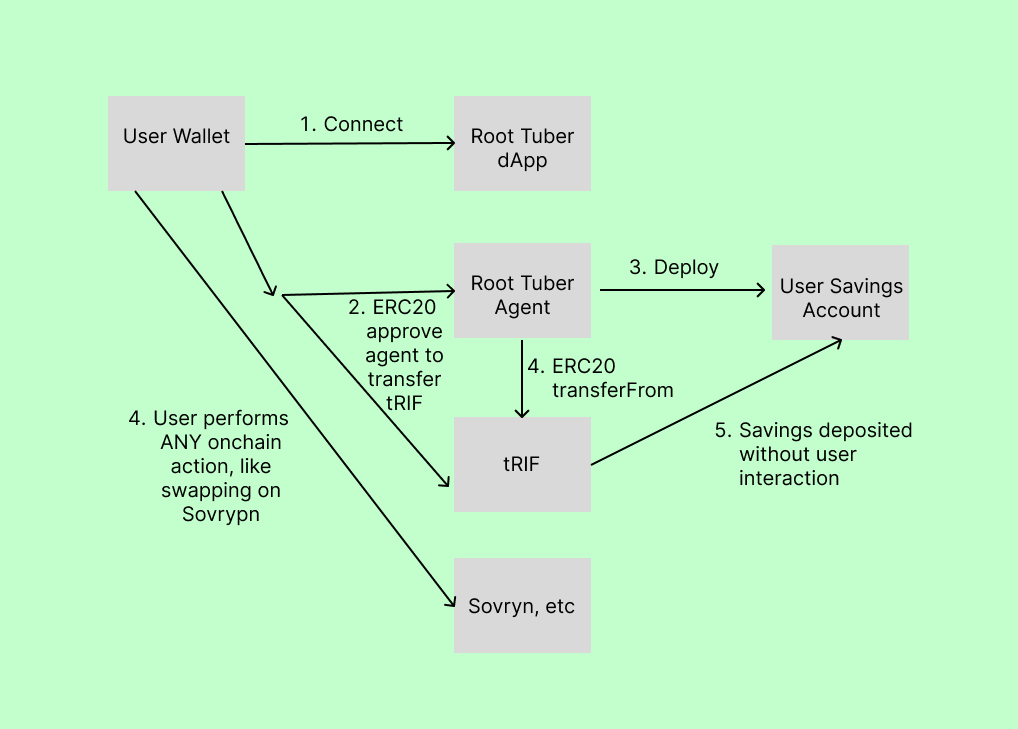 User Wallet
1. Connect
Root Tuber
dApp
Root Tuber
Agent
3. Deploy
User Savings
Account
2. ERC20
approve
agent to
transfer
tRIF
4. ERC20
transferFrom
4. User performs
ANY onchain
action, like
swapping on
Sovrypn
tRIF
5. Savings deposited
without user
interaction
Sovryn, etc